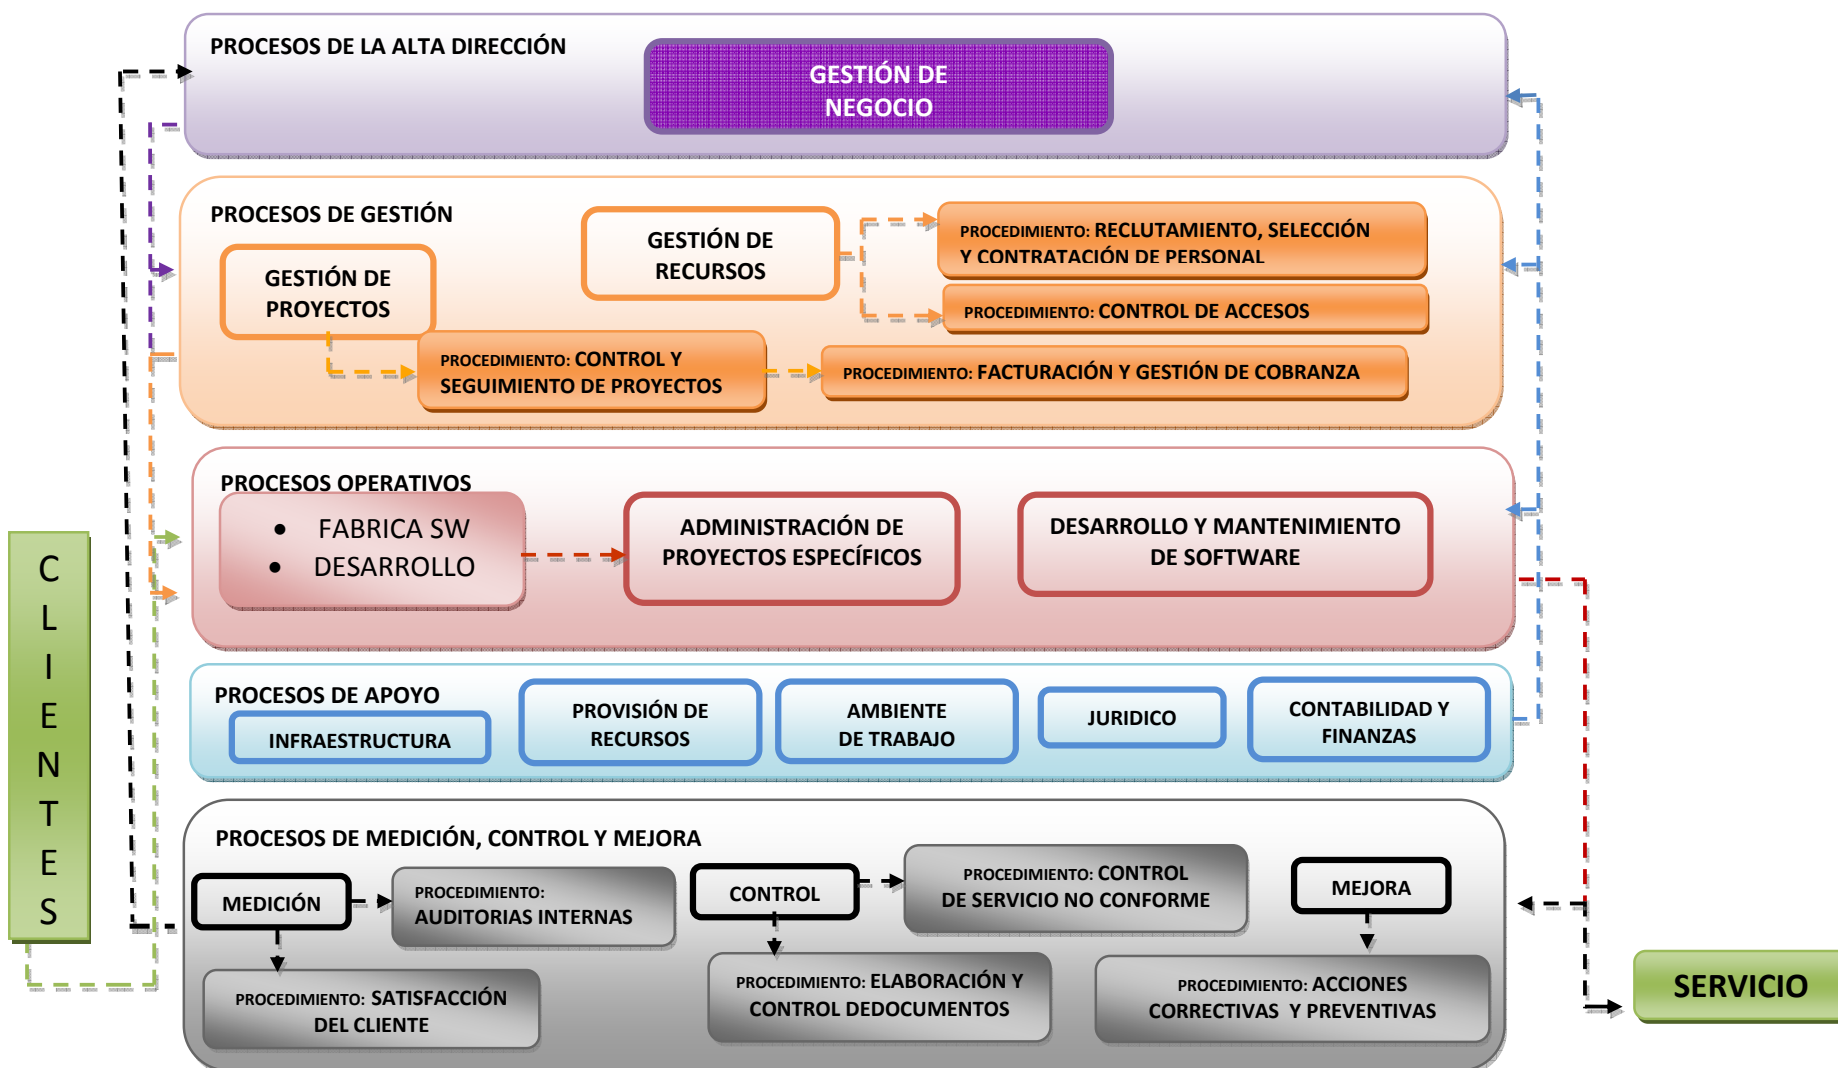 PROCESOS DE LA ALTA DIRECCIÓN
GESTIÓN DE
NEGOCIO
PROCESOS DE GESTIÓN
GESTIÓN DE
PROYECTOS
GESTIÓN DE
RECURSOS
PROCEDIMIENTO: RECLUTAMIENTO, SELECCIÓN
Y CONTRATACIÓN DE PERSONAL
PROCEDIMIENTO: CONTROL DE ACCESOS
PROCEDIMIENTO: CONTROL Y
SEGUIMIENTO DE PROYECTOS
PROCEDIMIENTO: FACTURACIÓN Y GESTIÓN DE COBRANZA
PROCESOS OPERATIVOS
• FABRICA SW
• DESARROLLO
ADMINISTRACIÓN DE
PROYECTOS ESPECÍFICOS
DESARROLLO Y MANTENIMIENTO
DE SOFTWARE
C
L
I
E
N
T
E
S
PROCESOS DE APOYO
INFRAESTRUCTURA
PROVISIÓN DE
RECURSOS
AMBIENTE
DE TRABAJO
JURIDICO
CONTABILIDAD Y
FINANZAS
PROCESOS DE MEDICIÓN, CONTROL Y MEJORA
MEDICIÓN
PROCEDIMIENTO:
AUDITORIAS INTERNAS
CONTROL
PROCEDIMIENTO: CONTROL
DE SERVICIO NO CONFORME
MEJORA
PROCEDIMIENTO: SATISFACCIÓN
DEL CLIENTE
PROCEDIMIENTO: ELABORACIÓN Y
CONTROL DEDOCUMENTOS
PROCEDIMIENTO: ACCIONES
CORRECTIVAS Y PREVENTIVAS
SERVICIO